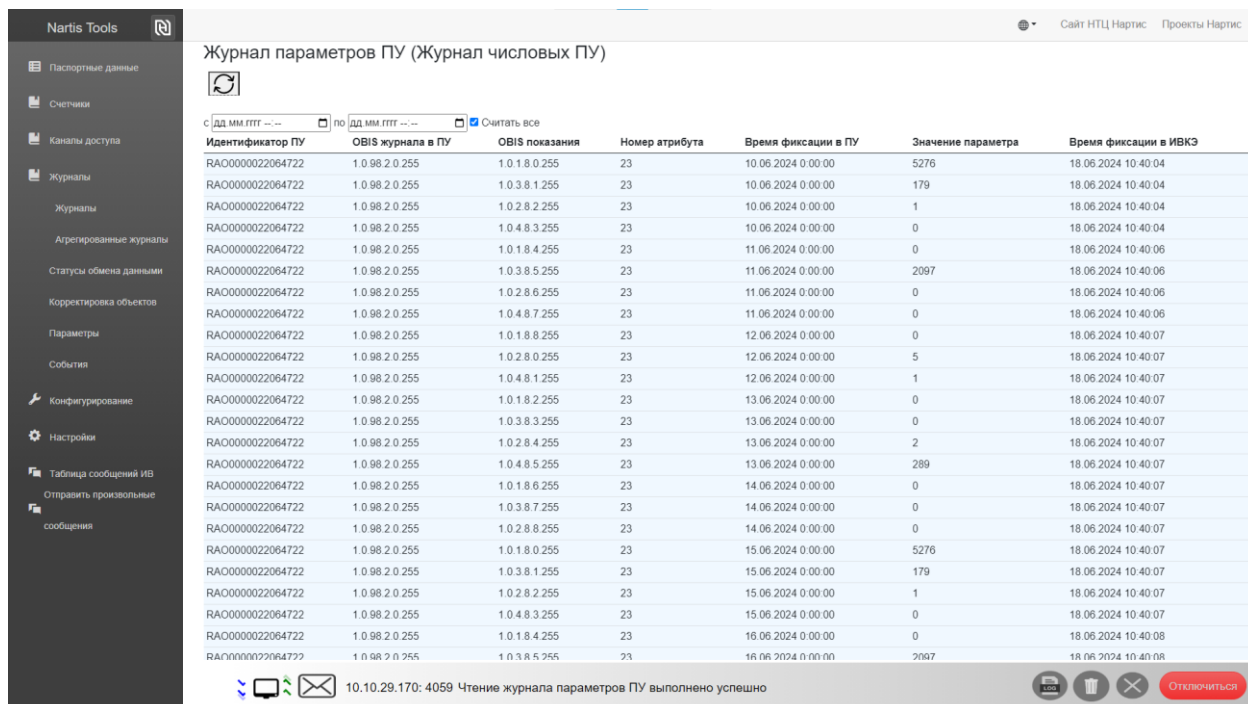 Nartis Tools
Сайт НТЦ Нартис Проекты Нартис
Паспортные данные
Счетчики
Каналы доступа
Журналы
Журналы
Агрегированные журналы
Статусы обмена данными
Корректировка объектов
Параметры
События
Конфигурирование
Настройки
Таблица сообщений ИВ
Отправить произвольные
сообщения
Журнал параметров ПУ (Журнал числовых ПУ)
с дд.мм.гггг --:-- по дд.мм.гггг --:-- Считать все
Идентификатор ПУ OBIS журнала в ПУ OBIS показания Номер атрибута Время фиксации в ПУ Значение параметра Время фиксации в ИВКЭ
RAO0000022064722 1.0.98.2.0.255 1.0.1.8.0.255 23 10.06.2024 0:00:00 5276 18.06.2024 10:40:04
RAO0000022064722 1.0.98.2.0.255 1.0.3.8.1.255 23 10.06.2024 0:00:00 179 18.06.2024 10:40:04
RAO0000022064722 1.0.98.2.0.255 1.0.2.8.2.255 23 10.06.2024 0:00:00 1 18.06.2024 10:40:04
RAO0000022064722 1.0.98.2.0.255 1.0.4.8.3.255 23 10.06.2024 0:00:00 0 18.06.2024 10:40:04
RAO0000022064722 1.0.98.2.0.255 1.0.1.8.4.255 23 11.06.2024 0:00:00 0 18.06.2024 10:40:06
RAO0000022064722 1.0.98.2.0.255 1.0.3.8.5.255 23 11.06.2024 0:00:00 2097 18.06.2024 10:40:06
RAO0000022064722 1.0.98.2.0.255 1.0.2.8.6.255 23 11.06.2024 0:00:00 0 18.06.2024 10:40:06
RAO0000022064722 1.0.98.2.0.255 1.0.4.8.7.255 23 11.06.2024 0:00:00 0 18.06.2024 10:40:06
RAO0000022064722 1.0.98.2.0.255 1.0.1.8.8.255 23 12.06.2024 0:00:00 0 18.06.2024 10:40:07
RAO0000022064722 1.0.98.2.0.255 1.0.2.8.0.255 23 12.06.2024 0:00:00 5 18.06.2024 10:40:07
RAO0000022064722 1.0.98.2.0.255 1.0.4.8.1.255 23 12.06.2024 0:00:00 1 18.06.2024 10:40:07
RAO0000022064722 1.0.98.2.0.255 1.0.1.8.2.255 23 13.06.2024 0:00:00 0 18.06.2024 10:40:07
RAO0000022064722 1.0.98.2.0.255 1.0.3.8.3.255 23 13.06.2024 0:00:00 0 18.06.2024 10:40:07
RAO0000022064722 1.0.98.2.0.255 1.0.2.8.4.255 23 13.06.2024 0:00:00 2 18.06.2024 10:40:07
RAO0000022064722 1.0.98.2.0.255 1.0.4.8.5.255 23 13.06.2024 0:00:00 289 18.06.2024 10:40:07
RAO0000022064722 1.0.98.2.0.255 1.0.1.8.6.255 23 14.06.2024 0:00:00 0 18.06.2024 10:40:07
RAO0000022064722 1.0.98.2.0.255 1.0.3.8.7.255 23 14.06.2024 0:00:00 0 18.06.2024 10:40:07
RAO0000022064722 1.0.98.2.0.255 1.0.2.8.8.255 23 14.06.2024 0:00:00 0 18.06.2024 10:40:07
RAO0000022064722 1.0.98.2.0.255 1.0.1.8.0.255 23 15.06.2024 0:00:00 5276 18.06.2024 10:40:07
RAO0000022064722 1.0.98.2.0.255 1.0.3.8.1.255 23 15.06.2024 0:00:00 179 18.06.2024 10:40:07
RAO0000022064722 1.0.98.2.0.255 1.0.2.8.2.255 23 15.06.2024 0:00:00 1 18.06.2024 10:40:07
RAO0000022064722 1.0.98.2.0.255 1.0.4.8.3.255 23 15.06.2024 0:00:00 0 18.06.2024 10:40:07
RAO0000022064722 1.0.98.2.0.255 1.0.1.8.4.255 23 16.06.2024 0:00:00 0 18.06.2024 10:40:08
RAO0000022064722 1.0.98.2.0.255 1.0.3.8.5.255 23 16.06.2024 0:00:00 2097 18.06.2024 10:40:08
10.10.29.170: 4059 Чтение журнала параметров ПУ выполнено успешно
LOG
Отключиться